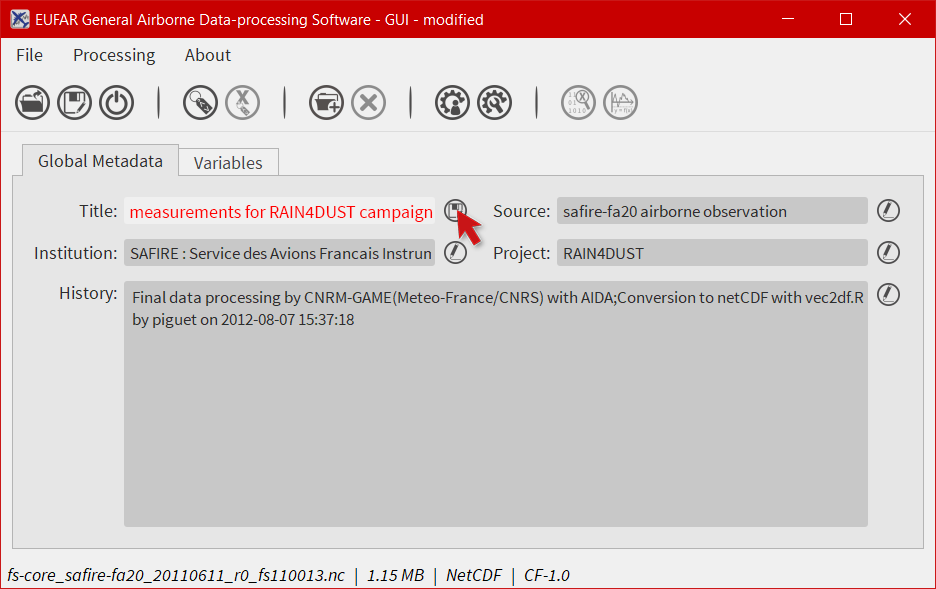 EUFAR General Airborne Data-processing Software - GUI - modified
File Processing About
Global Metadata Variables
Title: measurements for RAIN4DUST campaign Source: safire-fa20 airborne observation
Institution: SAFIRE : Service des Avions Francais Instrun Project: RAIN4DUST
History: Final data processing by CNRM-GAME(Meteo-France/CNRS) with AIDA;Conversion to netCDF with vec2df.R
by piguet on 2012-08-07 15:37:18
fs-core_safire-fa20_20110611_r0_fs110013.nc | 1.15 MB | NetCDF | CF-1.0